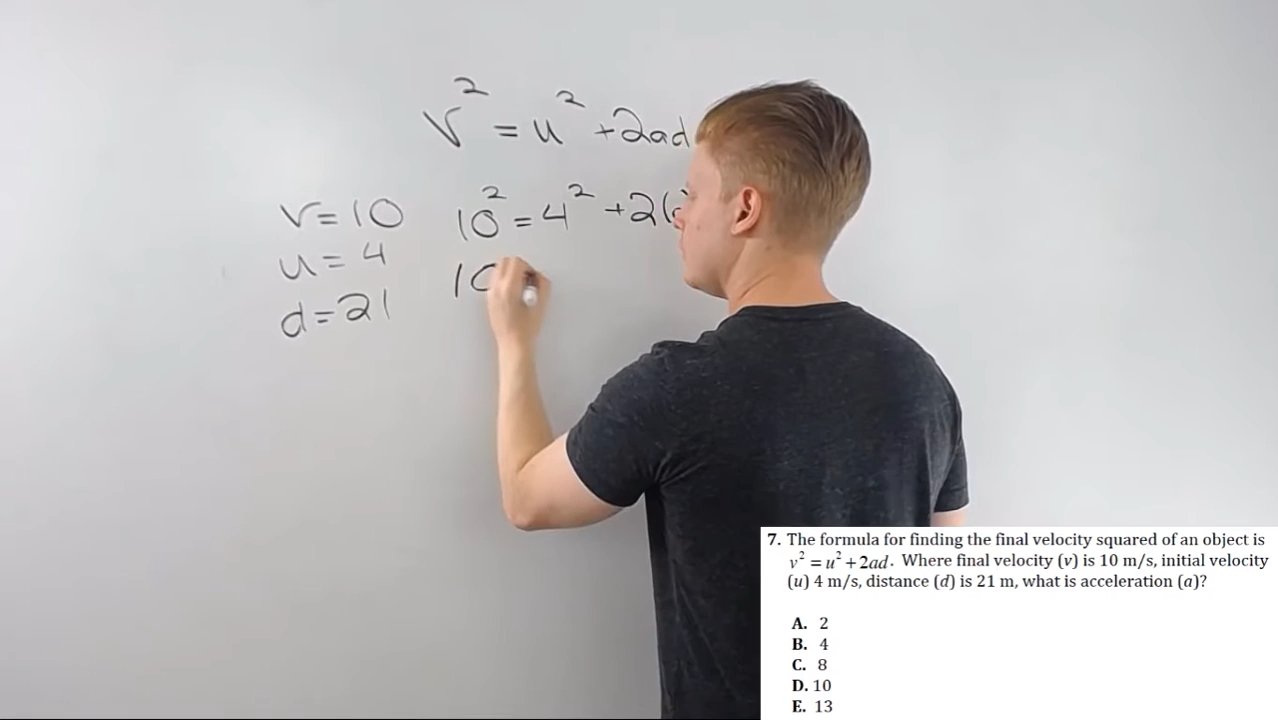 v² = u² + 2ad
v = 10
10² = 4² + 2(
u = 4
10
d = 21
7. The formula for finding the final velocity squared of an object is
v² = u² + 2ad. Where final velocity (v) is 10 m/s, initial velocity
(u) 4 m/s, distance (d) is 21 m, what is acceleration (a)?
A. 2
B. 4
C. 8
D. 10
E. 13